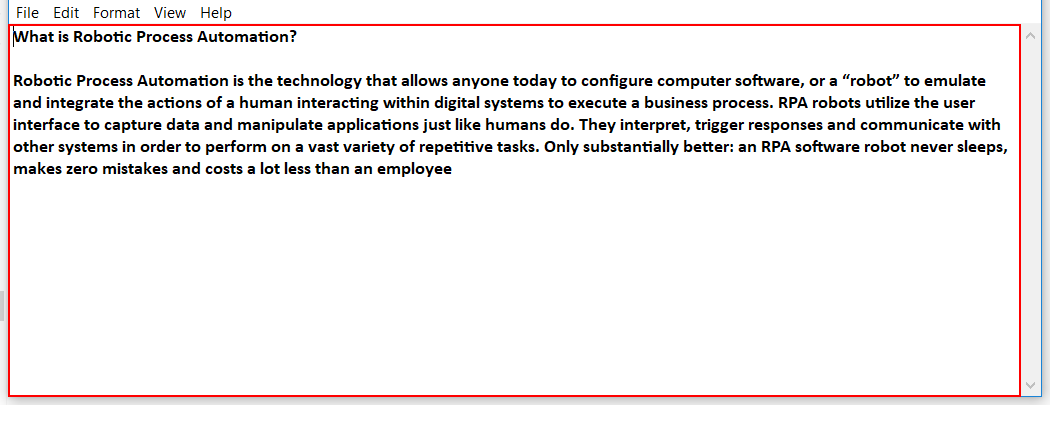 File Edit Format View Help
What is Robotic Process Automation?
Robotic Process Automation is the technology that allows anyone today to configure computer software, or a “robot” to emulate
and integrate the actions of a human interacting within digital systems to execute a business process. RPA robots utilize the user
interface to capture data and manipulate applications just like humans do. They interpret, trigger responses and communicate with
other systems in order to perform on a vast variety of repetitive tasks. Only substantially better: an RPA software robot never sleeps,
makes zero mistakes and costs a lot less than an employee